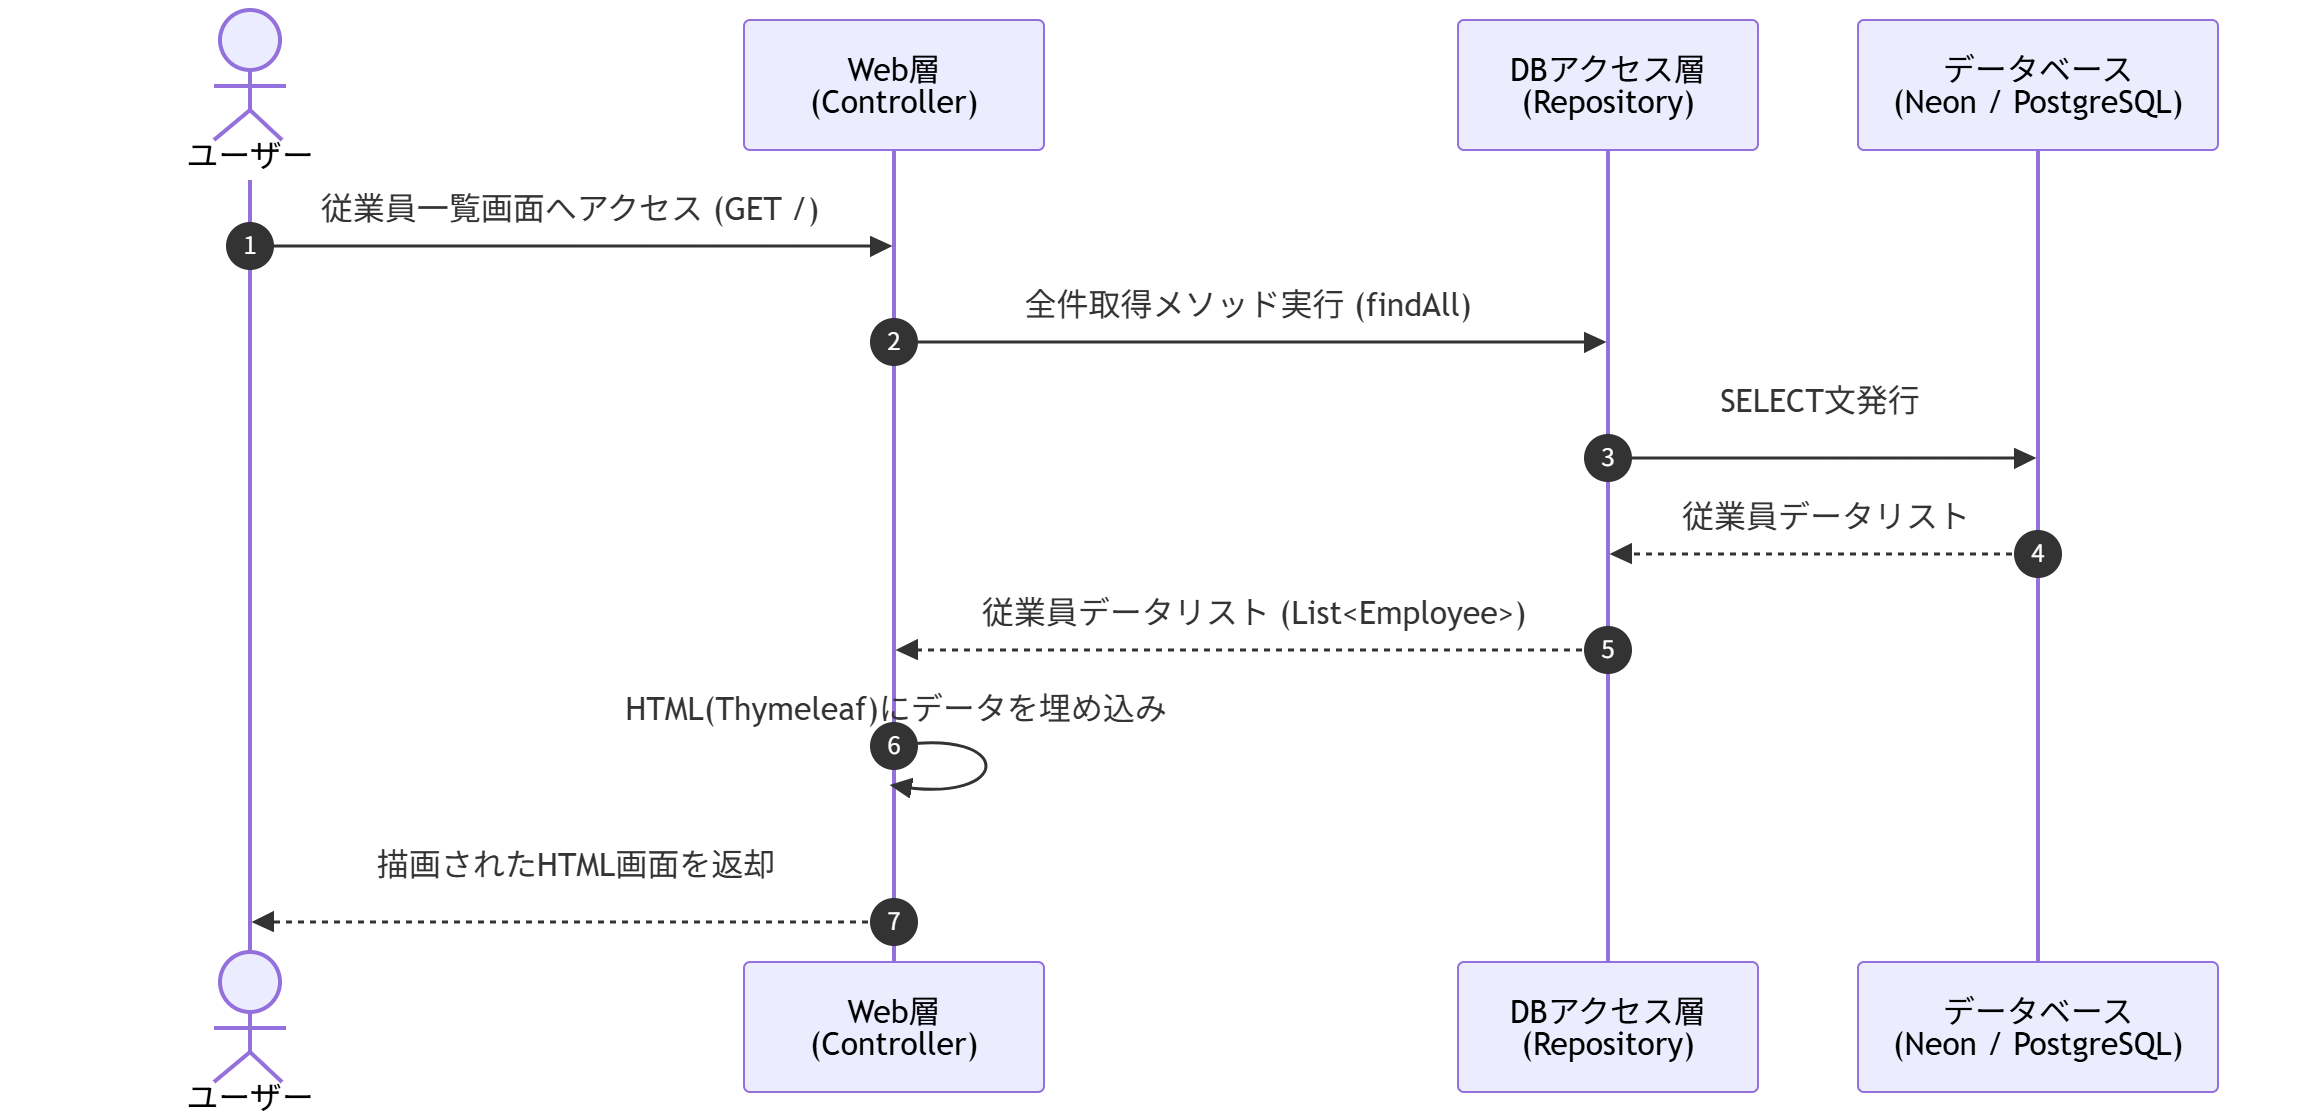 ユーザー
Web層
(Controller)
DBアクセス層
(Repository)
データベース
(Neon / PostgreSQL)
従業員一覧画面へアクセス (GET /)
1
全件取得メソッド実行 (findAll)
2
SELECT文発行
3
従業員データリスト
4
従業員データリスト (List<Employee>)
5
HTML(Thymeleaf)にデータを埋め込み
6
描画されたHTML画面を返却
7
ユーザー
Web層
(Controller)
DBアクセス層
(Repository)
データベース
(Neon / PostgreSQL)